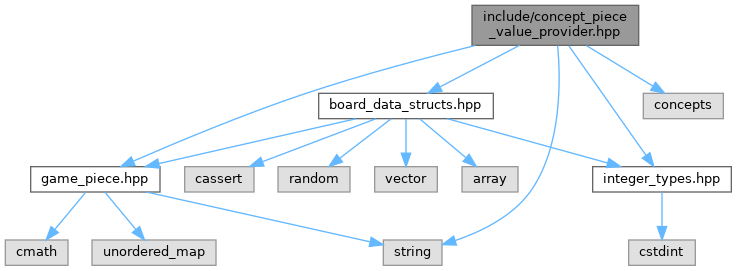 include/concept_piece
_value_provider.hpp
board_data_structs.hpp
concepts
game_piece.hpp
cassert
random
vector
array
integer_types.hpp
cmath
unordered_map
string
cstdint